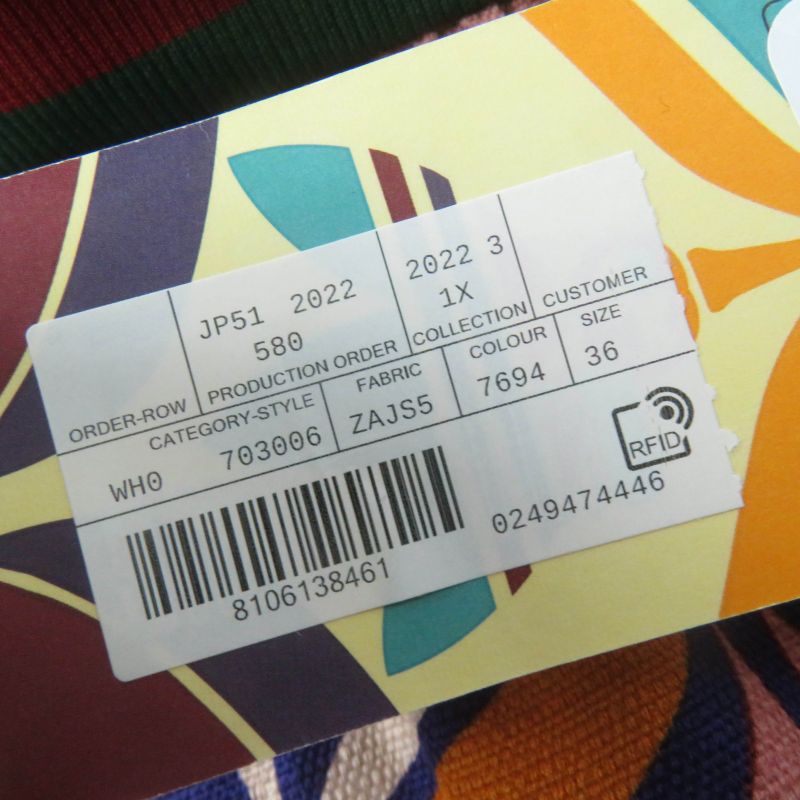 JP51 2022 2022 3
580 1X
ORDER-ROW PRODUCTION ORDER COLLECTION CUSTOMER
CATEGORY-STYLE FABRIC COLOUR SIZE
WH0 703006 ZAJS5 7694 36
RFID
8106138461 0249474446